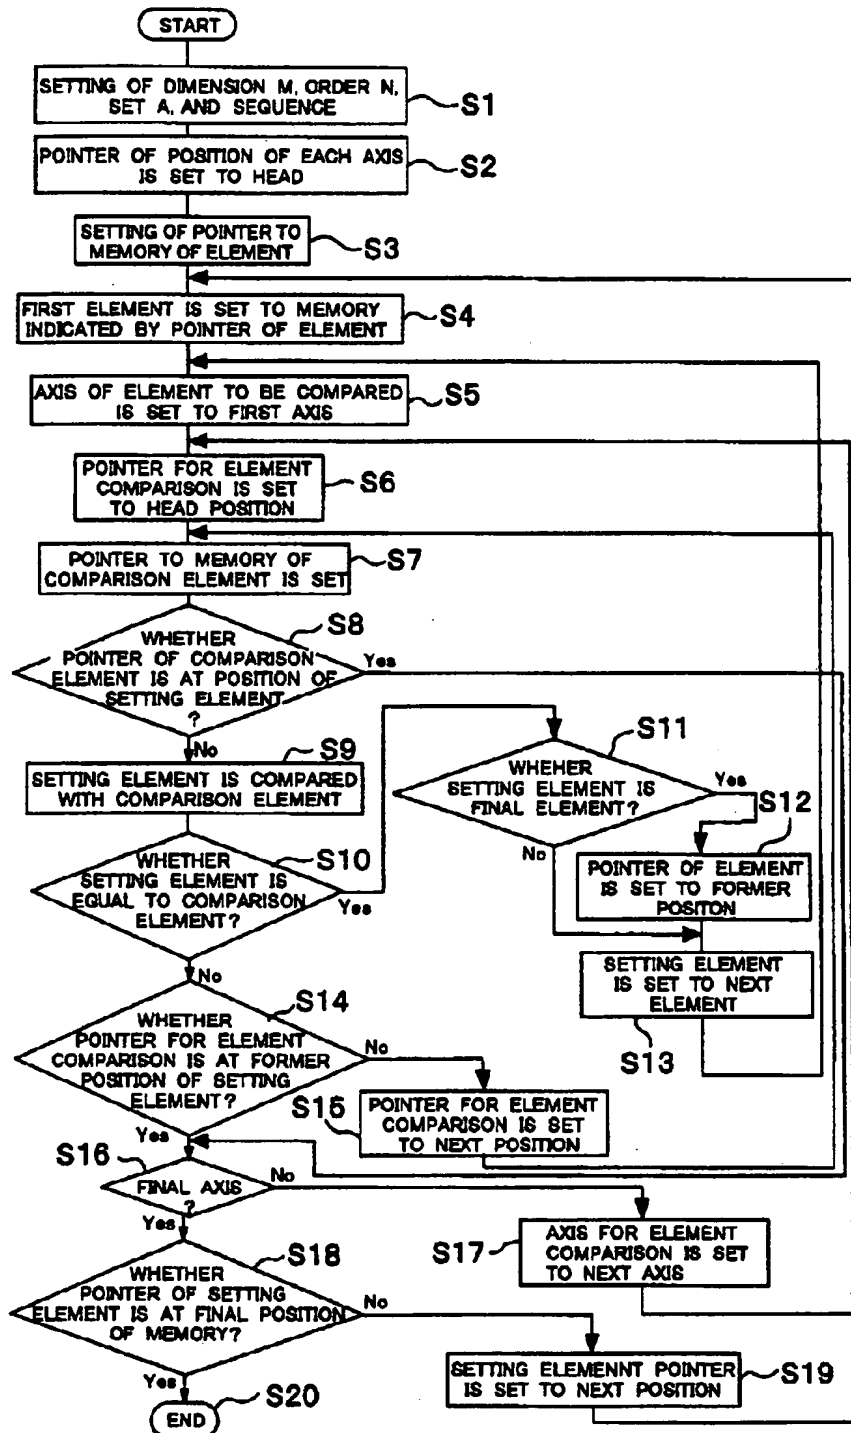 START
SETTING OF DIMENSION M, ORDER N,
SET A, AND SEQUENCE
S1
POINTER OF POSITION OF EACH AXIS
IS SET TO HEAD
S2
SETTING OF POINTER TO
MEMORY OF ELEMENT
S3
FIRST ELEMENT IS SET TO MEMORY
INDICATED BY POINTER OF ELEMENT
S4
AXIS OF ELEMENT TO BE COMPARED
IS SET TO FIRST AXIS
S5
POINTER FOR ELEMENT
COMPARISON IS SET
TO HEAD POSITION
S6
POINTER TO MEMORY OF
COMPARISON ELEMENT IS SET
S7
WHETHER
POINTER OF COMPARISON
ELEMENT IS AT POSITION OF
SETTING ELEMENT
?
S8
Yes
No
SETTING ELEMENT IS COMPARED
WITH COMPARISON ELEMENT
S9
WHETHER
SETTING ELEMENT IS
EQUAL TO COMPARISON
ELEMENT?
S10
Yes
No
WHEHER
SETTING ELEMENT IS
FINAL ELEMENT?
S11
Yes
No
S12
POINTER OF ELEMENT
IS SET TO FORMER
POSITON
SETTING ELEMENT
IS SET TO NEXT
ELEMENT
S13
WHETHER
POINTER FOR ELEMENT
COMPARISON IS AT FORMER
POSITION OF SETTING
ELEMENT?
S14
No
Yes
S15
POINTER FOR ELEMENT
COMPARISON IS SET
TO NEXT POSITION
S16
FINAL AXIS
?
No
Yes
S17
AXIS FOR ELEMENT
COMPARISON IS SET
TO NEXT AXIS
WHETHER
POINTER OF SETTING
ELEMENT IS AT FINAL POSITION
OF MEMORY?
S18
No
Yes
SETTING ELEMENNT POINTER
IS SET TO NEXT POSITION
S19
END
S20